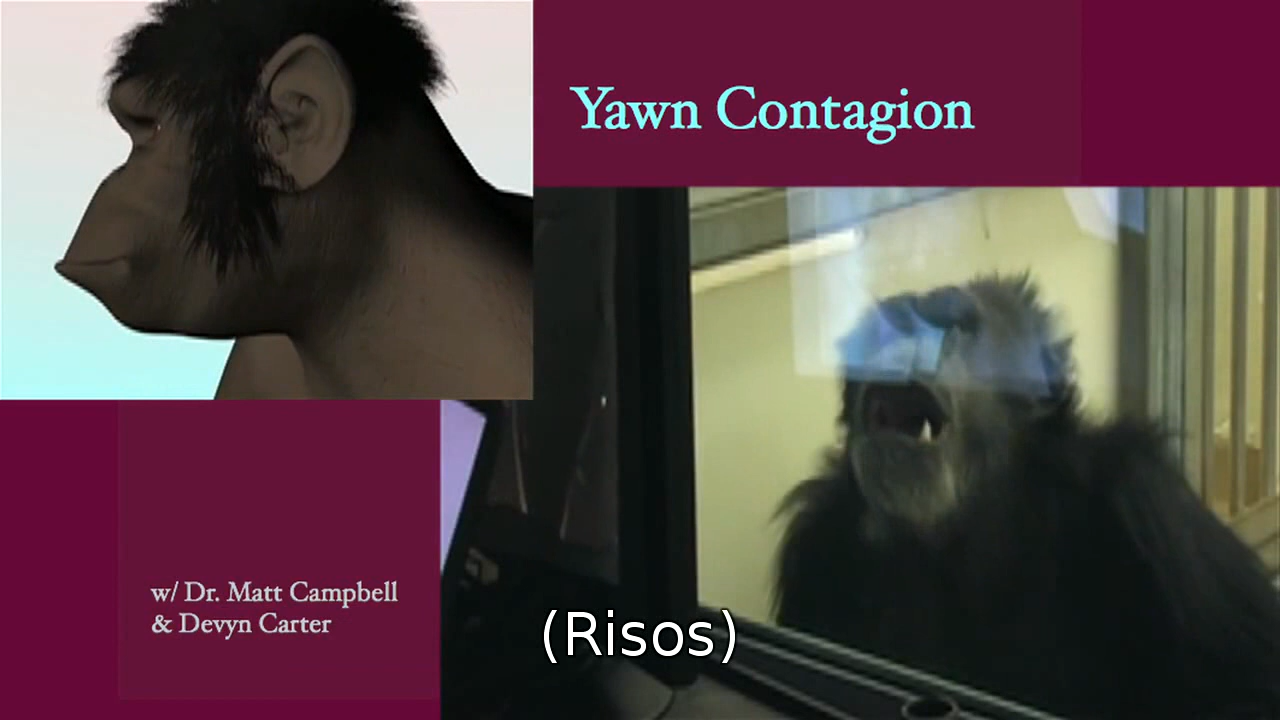 Yawn Contagion
w/ Dr. Matt Campbell
& Devyn Carter
(Risos)